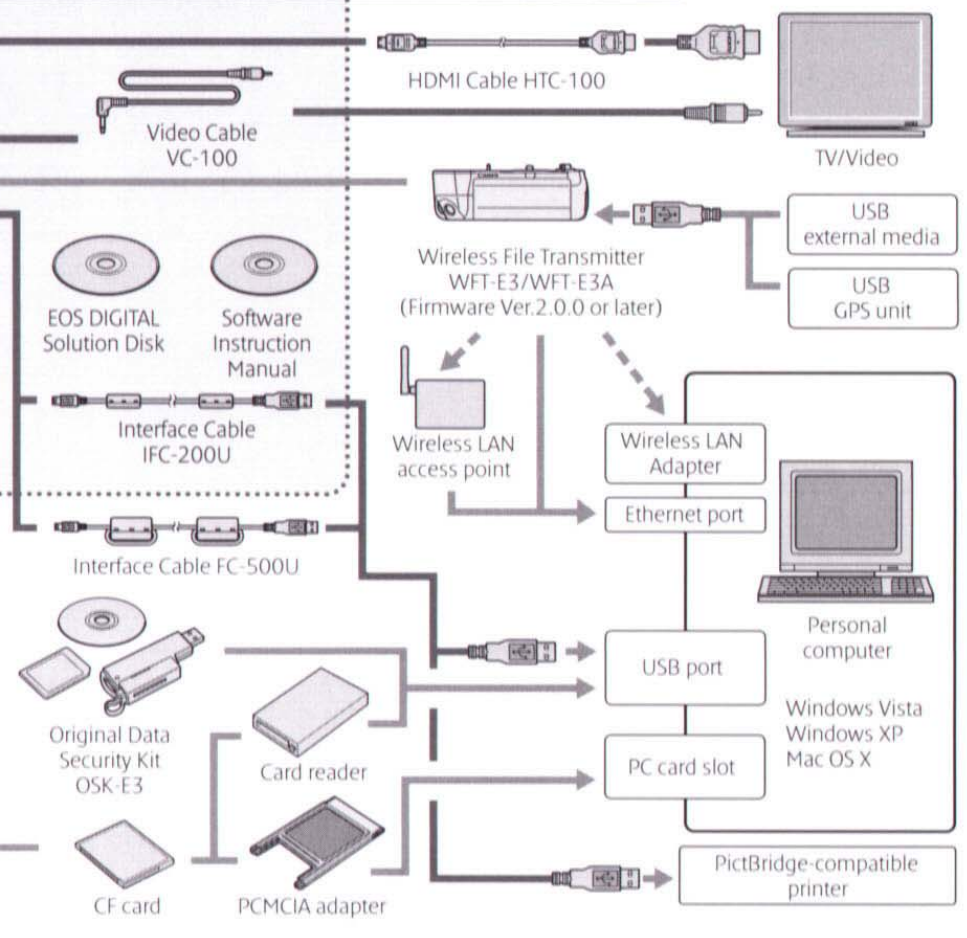 HDMI Cable HTC-100
Video Cable
VC-100
TV/Video
Canon
USB
external media
Wireless File Transmitter
WFT-E3/WFT-E3A
(Firmware Ver.2.0.0 or later)
USB
GPS unit
EOS DIGITAL
Solution Disk
Software
Instruction
Manual
Interface Cable
IFC-200U
Wireless LAN
access point
Wireless LAN
Adapter
Ethernet port
Interface Cable FC-500U
Personal
computer
USB port
Windows Vista
Windows XP
Mac OS X
Original Data
Security Kit
OSK-E3
Card reader
PC card slot
CF card
PCMCIA adapter
PictBridge-compatible
printer